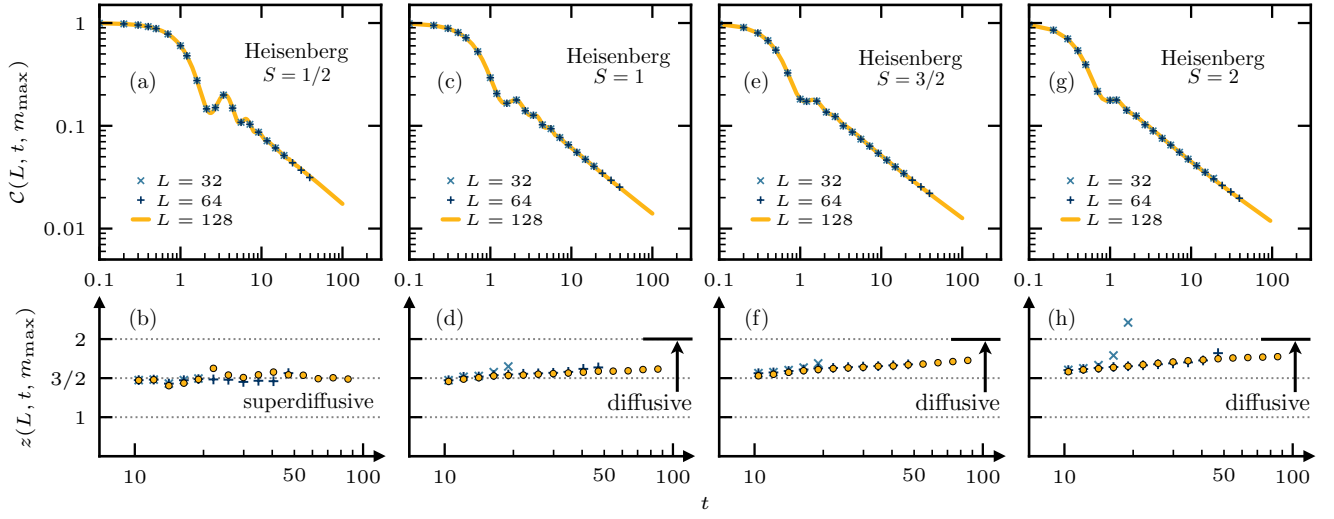 C(L, t, m_max)
1
0.1
0.01
(a)
Heisenberg
S = 1/2
L = 32
L = 64
L = 128
0.1 1 10 100
(c)
Heisenberg
S = 1
L = 32
L = 64
L = 128
0.1 1 10 100
(e)
Heisenberg
S = 3/2
L = 32
L = 64
L = 128
0.1 1 10 100
(g)
Heisenberg
S = 2
L = 32
L = 64
L = 128
0.1 1 10 100
z(L, t, m_max)
2
3/2
1
(b)
superdiffusive
10 50 100
(d)
diffusive
10 50 100
(f)
diffusive
10 50 100
(h)
diffusive
10 50 100
t